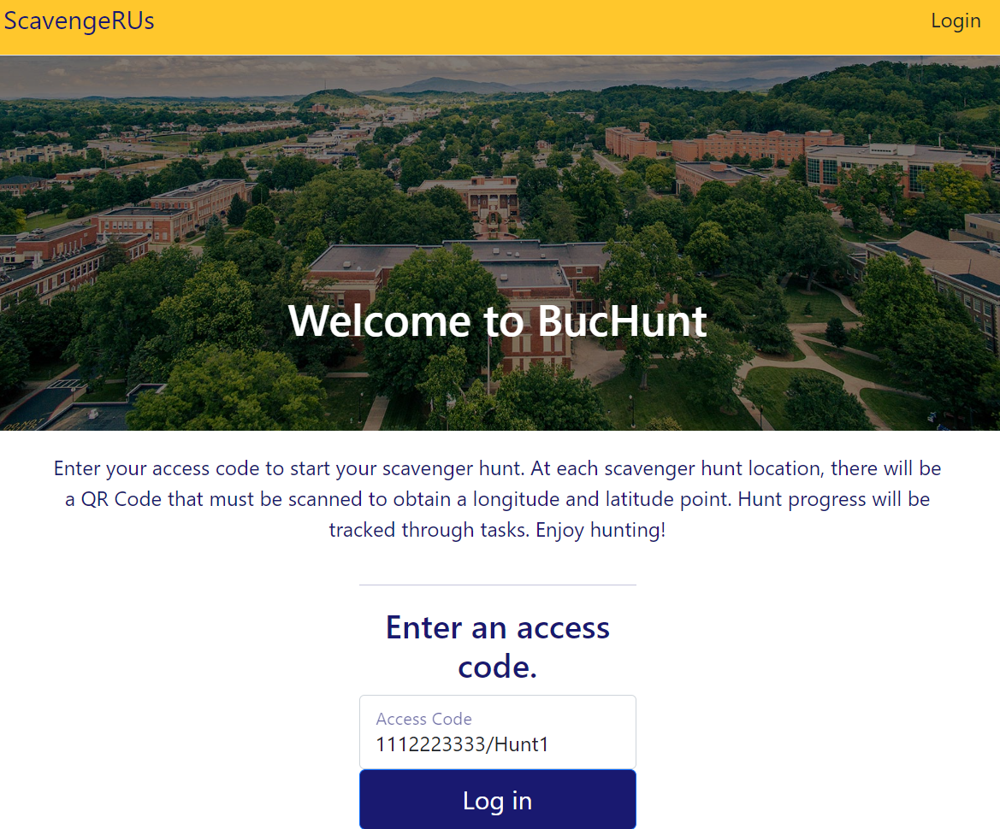 ScavengeRUs
Login
Welcome to BucHunt
Enter your access code to start your scavenger hunt. At each scavenger hunt location, there will be
a QR Code that must be scanned to obtain a longitude and latitude point. Hunt progress will be
tracked through tasks. Enjoy hunting!
Enter an access
code.
Access Code
1112223333/Hunt1
Log in